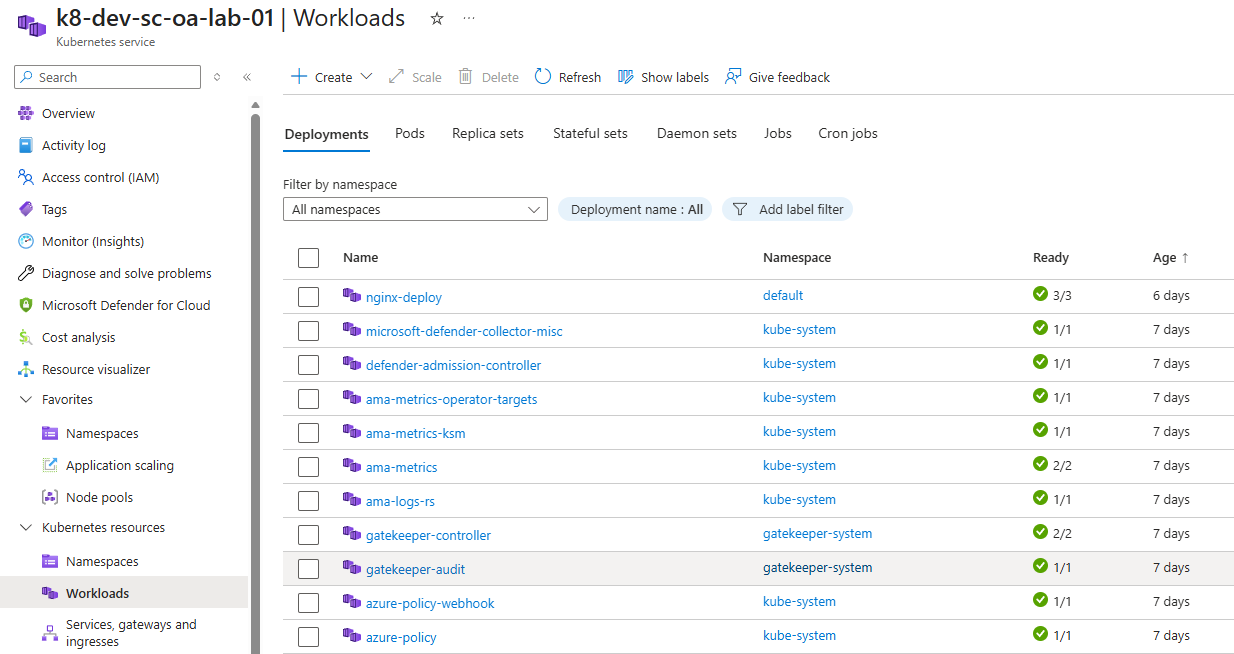 k8-dev-sc-oa-lab-01 | Workloads
Kubernetes service
Search
Overview
Activity log
Access control (IAM)
Tags
Monitor (Insights)
Diagnose and solve problems
Microsoft Defender for Cloud
Cost analysis
Resource visualizer
Favorites
Namespaces
Application scaling
Node pools
Kubernetes resources
Namespaces
Workloads
Services, gateways and
ingresses
Create Scale Delete Refresh Show labels Give feedback
Deployments Pods Replica sets Stateful sets Daemon sets Jobs Cron jobs
Filter by namespace
All namespaces Deployment name : All Add label filter
Name Namespace Ready Age ↑
nginx-deploy default 3/3 6 days
microsoft-defender-collector-misc kube-system 1/1 7 days
defender-admission-controller kube-system 1/1 7 days
ama-metrics-operator-targets kube-system 1/1 7 days
ama-metrics-ksm kube-system 1/1 7 days
ama-metrics kube-system 2/2 7 days
ama-logs-rs kube-system 1/1 7 days
gatekeeper-controller gatekeeper-system 2/2 7 days
gatekeeper-audit gatekeeper-system 1/1 7 days
azure-policy-webhook kube-system 1/1 7 days
azure-policy kube-system 1/1 7 days